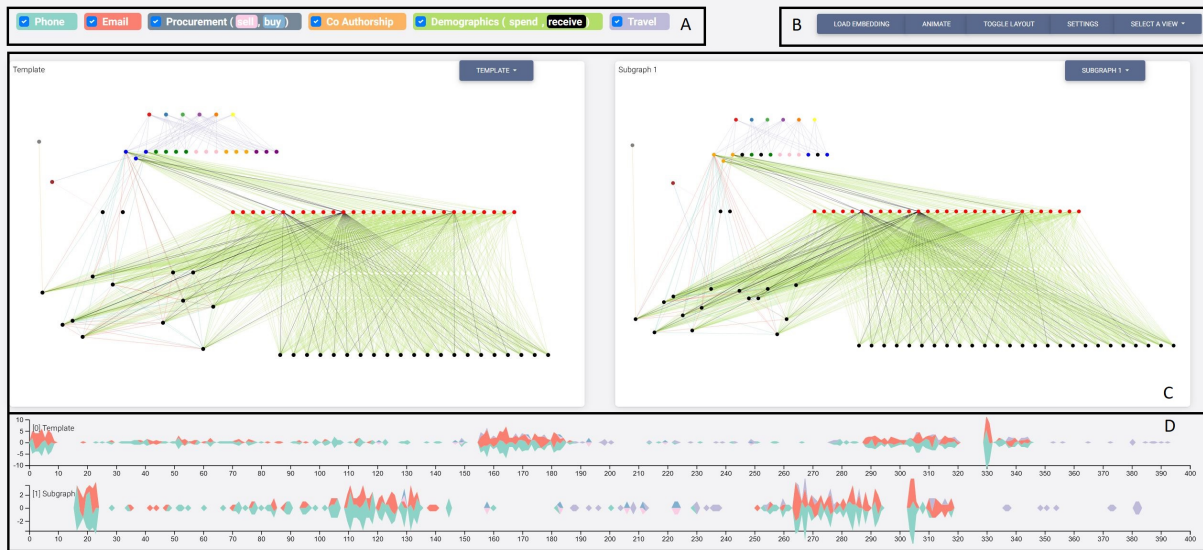 Phone Email Procurement ( sell, buy ) Co Authorship Demographics ( spend , receive ) Travel A
B LOAD EMBEDDING ANIMATE TOGGLE LAYOUT SETTINGS SELECT A VIEW
Template TEMPLATE
Subgraph 1 SUBGRAPH 1
C
D
[0] Template
10
5
0
-5
-10
0 10 20 30 40 50 60 70 80 90 100 110 120 130 140 150 160 170 180 190 200 210 220 230 240 250 260 270 280 290 300 310 320 330 340 350 360 370 380 390 400
[1] Subgraph
2
0
-2
0 10 20 30 40 50 60 70 80 90 100 110 120 130 140 150 160 170 180 190 200 210 220 230 240 250 260 270 280 290 300 310 320 330 340 350 360 370 380 390 400